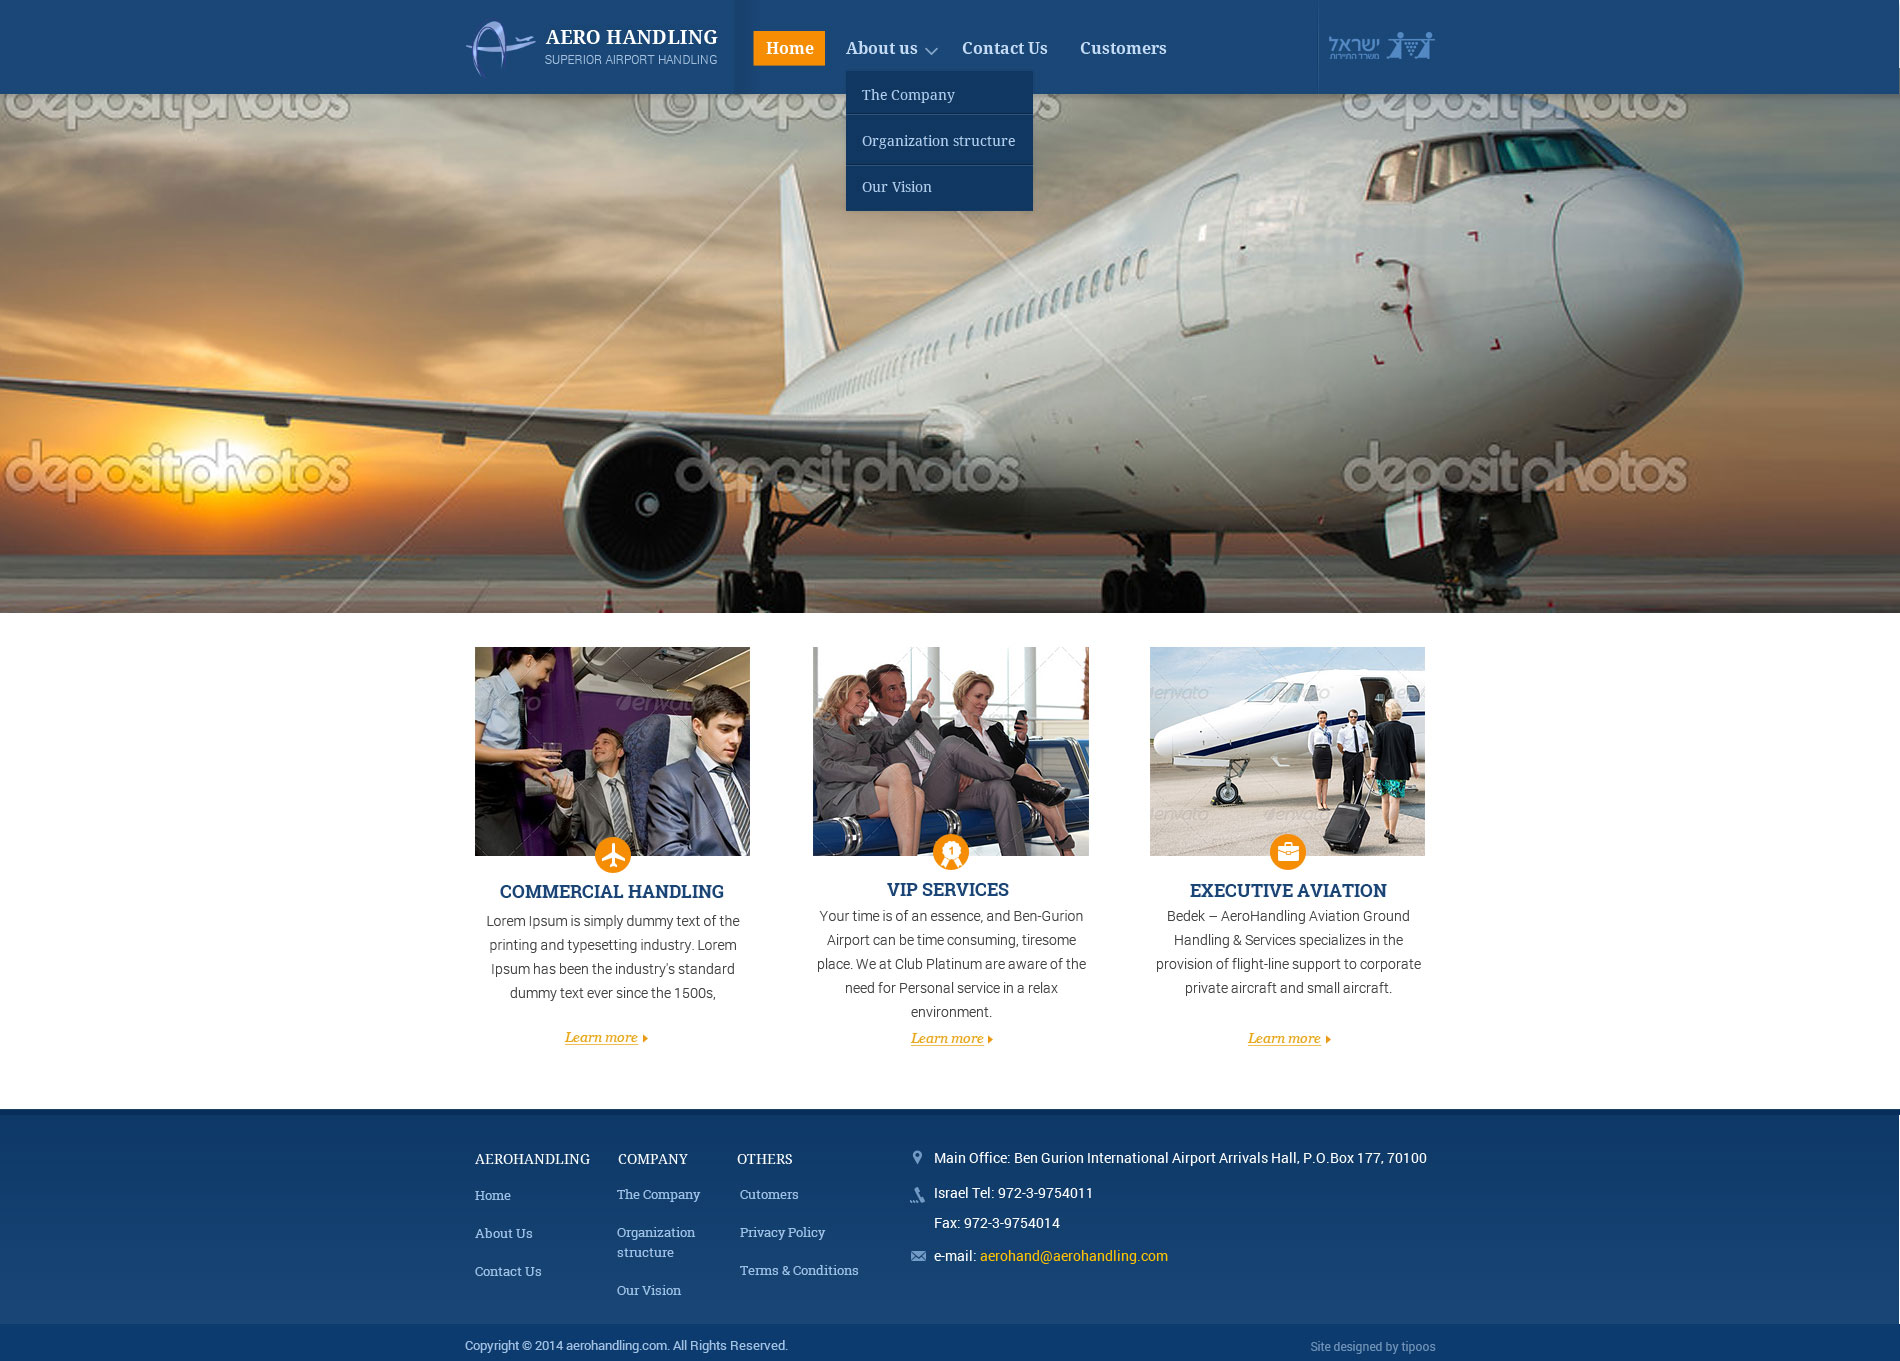 AERO HANDLING
SUPERIOR AIRPORT HANDLING
Home
About us
Contact Us
Customers
ישראל
משרד התיירות
The Company
Organization structure
Our Vision
depositphotos
depositphotos
depositphotos
depositphotos
depositphotos
depositphotos
envato
envato
envato
envato
1
COMMERCIAL HANDLING
Lorem Ipsum is simply dummy text of the
printing and typesetting industry. Lorem
Ipsum has been the industry's standard
dummy text ever since the 1500s,
Learn more
VIP SERVICES
Your time is of an essence, and Ben-Gurion
Airport can be time consuming, tiresome
place. We at Club Platinum are aware of the
need for Personal service in a relax
environment.
Learn more
EXECUTIVE AVIATION
Bedek – AeroHandling Aviation Ground
Handling & Services specializes in the
provision of flight-line support to corporate
private aircraft and small aircraft.
Learn more
AEROHANDLING
Home
About Us
Contact Us
COMPANY
The Company
Organization
structure
Our Vision
OTHERS
Cutomers
Privacy Policy
Terms & Conditions
Main Office: Ben Gurion International Airport Arrivals Hall, P.O.Box 177, 70100
Israel Tel: 972-3-9754011
Fax: 972-3-9754014
e-mail: aerohand@aerohandling.com
Copyright © 2014 aerohandling.com. All Rights Reserved.
Site designed by tipoos